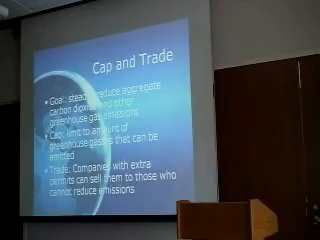 Cap and Trade
• Goal: steadily reduce aggregate
carbon dioxide and other
greenhouse gas emissions
• Cap: limit to amount of
greenhouse gasses that can be
emitted
• Trade: Companies with extra
permits can sell them to those who
cannot reduce emissions